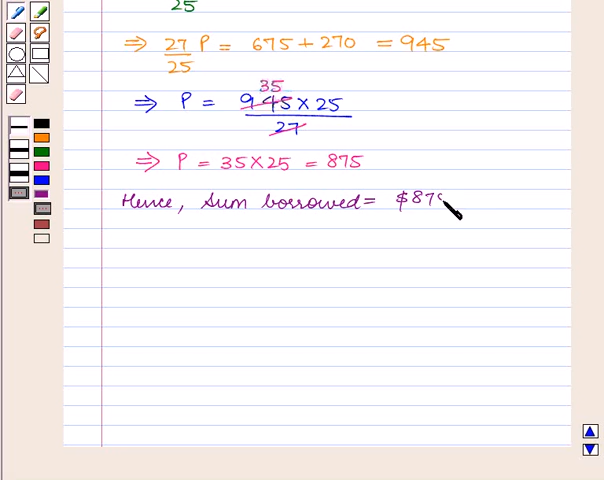 25
⇒ 27/25 P = 675 + 270 = 945
35
⇒ P = 945 × 25 / 27
⇒ P = 35 × 25 = 875
Hence, Sum borrowed = $87